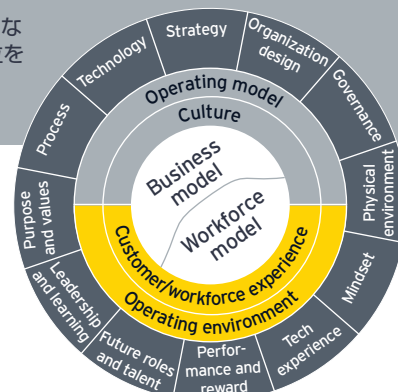 な
を
Strategy
Organization
design
Governance
Physical
environment
Mindset
Tech
experience
Perfor-
mance and
reward
Future roles
and talent
Leadership
and learning
Purpose
and values
Process
Technology
Operating model
Culture
Business
model
Workforce
model
Customer/workforce experience
Operating environment